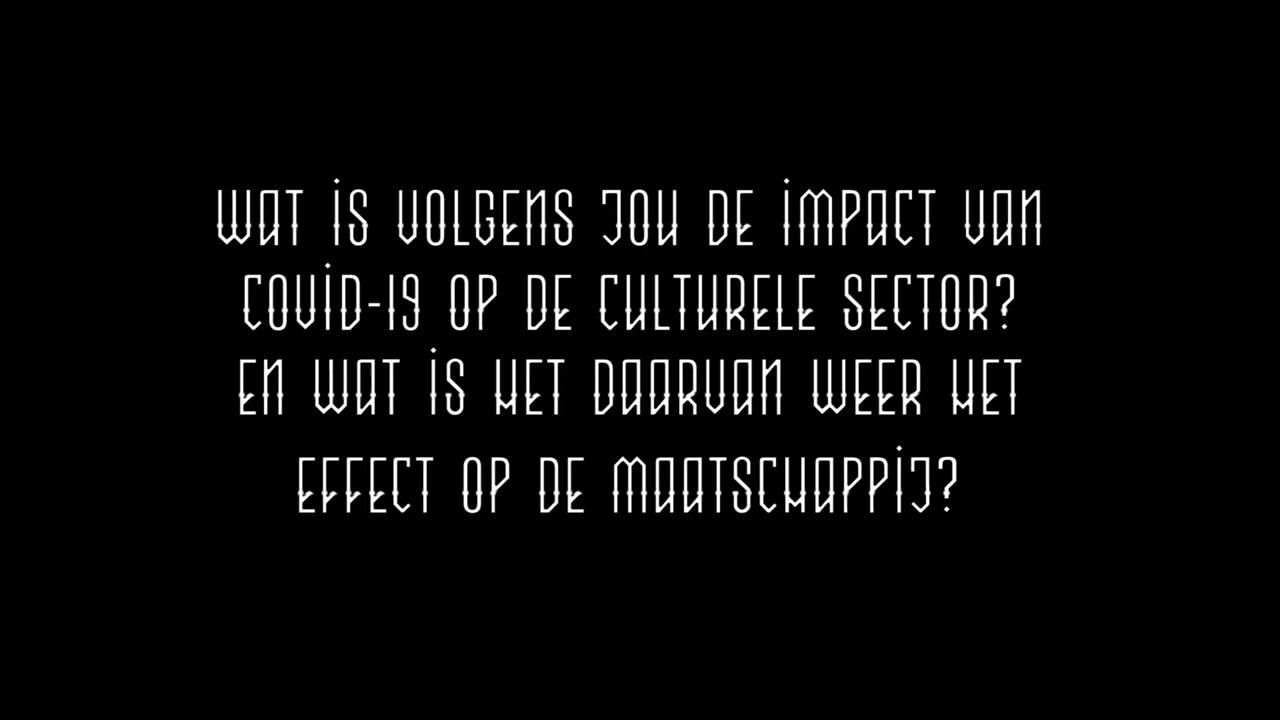 WAT IS VOLGENS JOU DE IMPACT VAN
COVID-19 OP DE CULTURELE SECTOR?
EN WAT IS HET DAARVAN WEER HET
EFFECT OP DE MAATSCHAPPIJ?